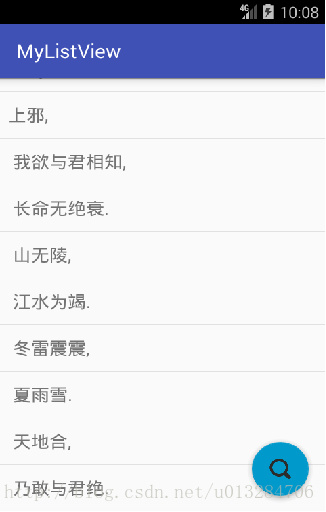 4G 10:08
MyListView
上邪,
我欲与君相知,
长命无绝衰.
山无陵,
江水为竭.
冬雷震震,
夏雨雪.
天地合,
乃敢与君绝.
http://blog.csdn.net/u013284706